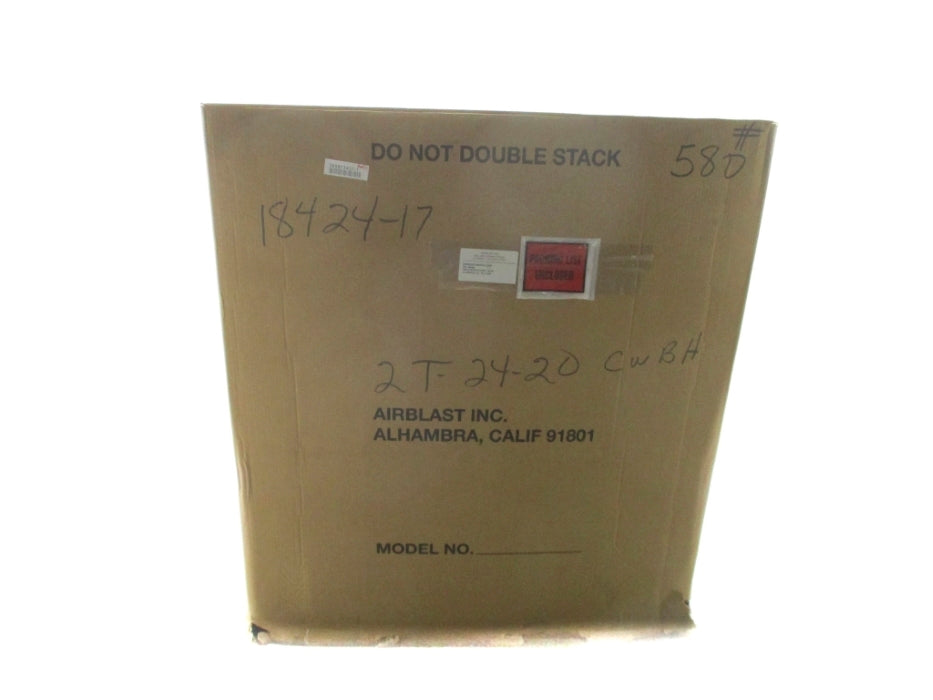 DO NOT DOUBLE STACK
580#
18424-17
PACKING LIST
ENCLOSED
2T-24-20 CWBH
AIRBLAST INC.
ALHAMBRA, CALIF 91801
MODEL NO.